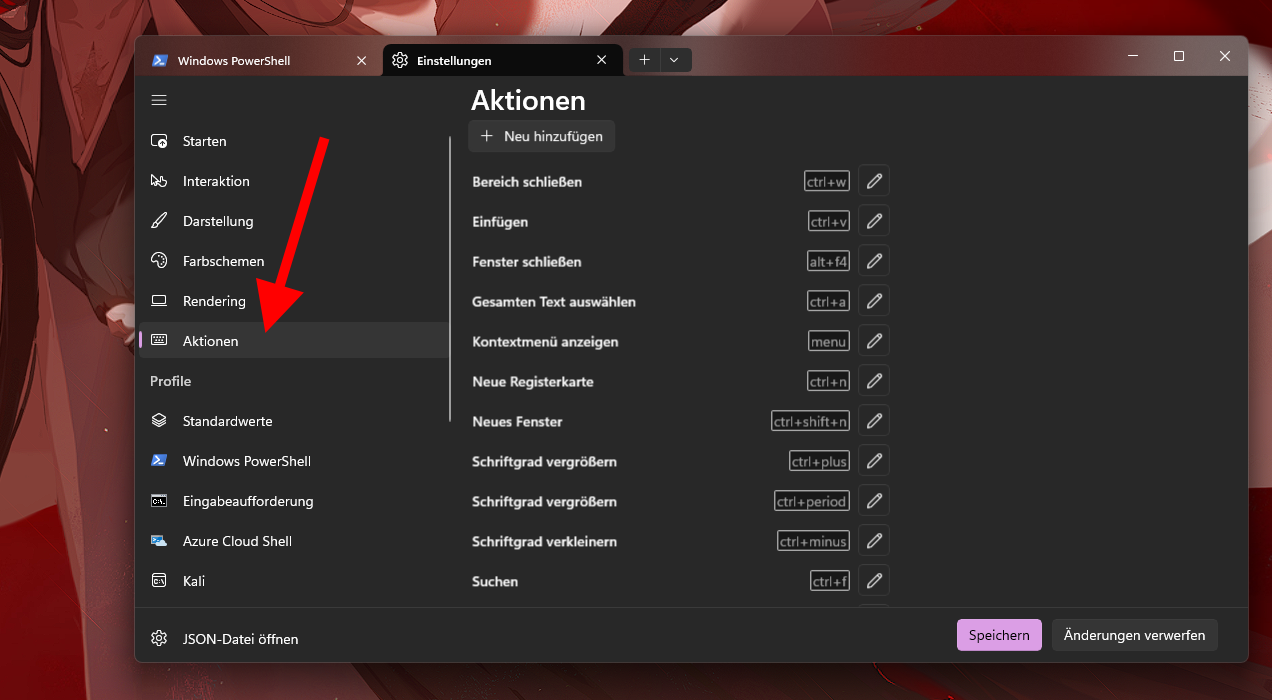 Windows PowerShell
Einstellungen
Starten
Interaktion
Darstellung
Farbschemen
Rendering
Aktionen
Profile
Standardwerte
Windows PowerShell
Eingabeaufforderung
Azure Cloud Shell
Kali
JSON-Datei öffnen
Aktionen
Neu hinzufügen
Bereich schließen ctrl+w
Einfügen ctrl+v
Fenster schließen alt+f4
Gesamten Text auswählen ctrl+a
Kontextmenü anzeigen menu
Neue Registerkarte ctrl+n
Neues Fenster ctrl+shift+n
Schriftgrad vergrößern ctrl+plus
Schriftgrad vergrößern ctrl+period
Schriftgrad verkleinern ctrl+minus
Suchen ctrl+f
Speichern
Änderungen verwerfen